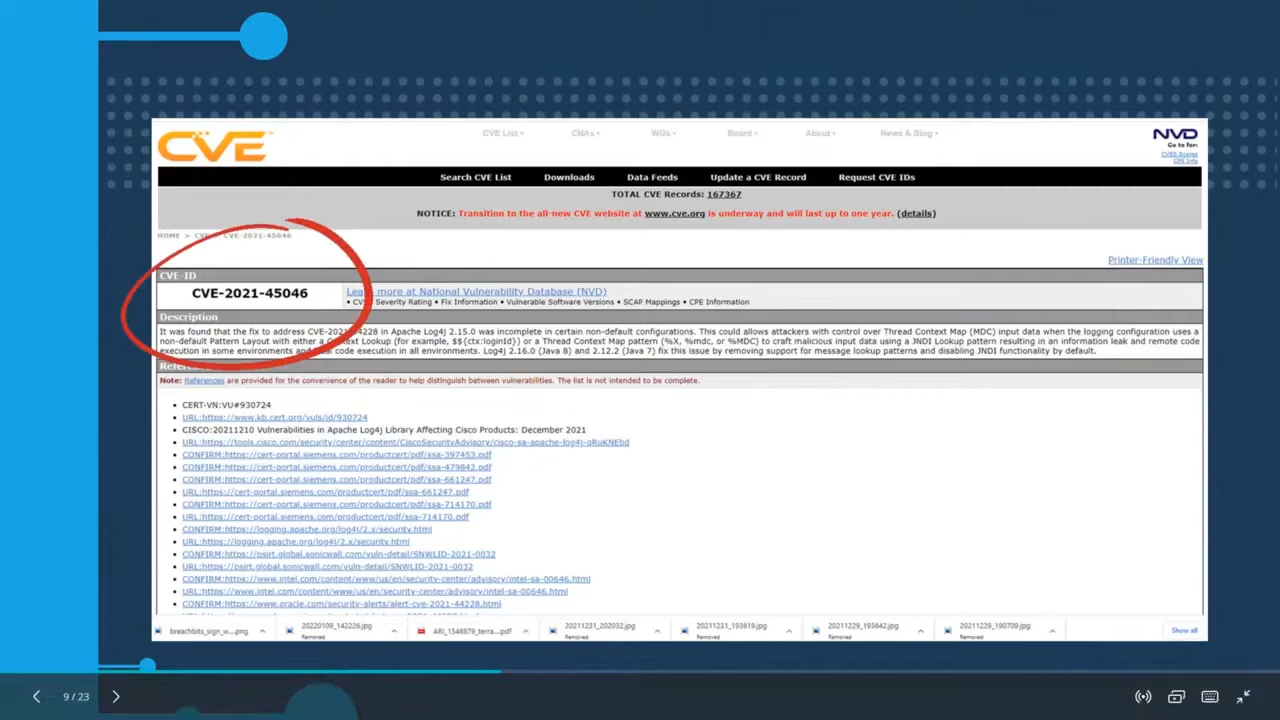 CVE
CVE List CNAs WGs Board About News & Blog
NVD
Go to for:
CVSS Scores
CPE Info
Search CVE List Downloads Data Feeds Update a CVE Record Request CVE IDs
TOTAL CVE Records: 167367
NOTICE: Transition to the all-new CVE website at www.cve.org is underway and will last up to one year. (details)
HOME > CVE > CVE-2021-45046
Printer-Friendly View
CVE-ID
CVE-2021-45046
Learn more at National Vulnerability Database (NVD)
• CVSS Severity Rating • Fix Information • Vulnerable Software Versions • SCAP Mappings • CPE Information
Description
It was found that the fix to address CVE-2021-44228 in Apache Log4j 2.15.0 was incomplete in certain non-default configurations. This could allows attackers with control over Thread Context Map (MDC) input data when the logging configuration uses a
non-default Pattern Layout with either a Context Lookup (for example, $${ctx:loginId}) or a Thread Context Map pattern (%X, %mdc, or %MDC) to craft malicious input data using a JNDI Lookup pattern resulting in an information leak and remote code
execution in some environments and local code execution in all environments. Log4j 2.16.0 (Java 8) and 2.12.2 (Java 7) fix this issue by removing support for message lookup patterns and disabling JNDI functionality by default.
References
Note: References are provided for the convenience of the reader to help distinguish between vulnerabilities. The list is not intended to be complete.
• CERT-VN:VU#930724
• URL:https://www.kb.cert.org/vuls/id/930724
• CISCO:20211210 Vulnerabilities in Apache Log4j Library Affecting Cisco Products: December 2021
• URL:https://tools.cisco.com/security/center/content/CiscoSecurityAdvisory/cisco-sa-apache-log4j-qRuKNEbd
• CONFIRM:https://cert-portal.siemens.com/productcert/pdf/ssa-397453.pdf
• CONFIRM:https://cert-portal.siemens.com/productcert/pdf/ssa-479842.pdf
• CONFIRM:https://cert-portal.siemens.com/productcert/pdf/ssa-661247.pdf
• URL:https://cert-portal.siemens.com/productcert/pdf/ssa-661247.pdf
• CONFIRM:https://cert-portal.siemens.com/productcert/pdf/ssa-714170.pdf
• URL:https://cert-portal.siemens.com/productcert/pdf/ssa-714170.pdf
• CONFIRM:https://logging.apache.org/log4j/2.x/security.html
• URL:https://logging.apache.org/log4j/2.x/security.html
• CONFIRM:https://psirt.global.sonicwall.com/vuln-detail/SNWLID-2021-0032
• URL:https://psirt.global.sonicwall.com/vuln-detail/SNWLID-2021-0032
• CONFIRM:https://www.intel.com/content/www/us/en/security-center/advisory/intel-sa-00646.html
• URL:https://www.intel.com/content/www/us/en/security-center/advisory/intel-sa-00646.html
• CONFIRM:https://www.oracle.com/security-alerts/alert-cve-2021-44228.html
breachbits_sign_w....png 20220109_142226.jpg ARI_1548879_terra....pdf 20211231_202032.jpg 20211231_193619.jpg 20211229_193642.jpg 20211229_190709.jpg Show all
Removed Removed Removed Removed Removed
9 / 23